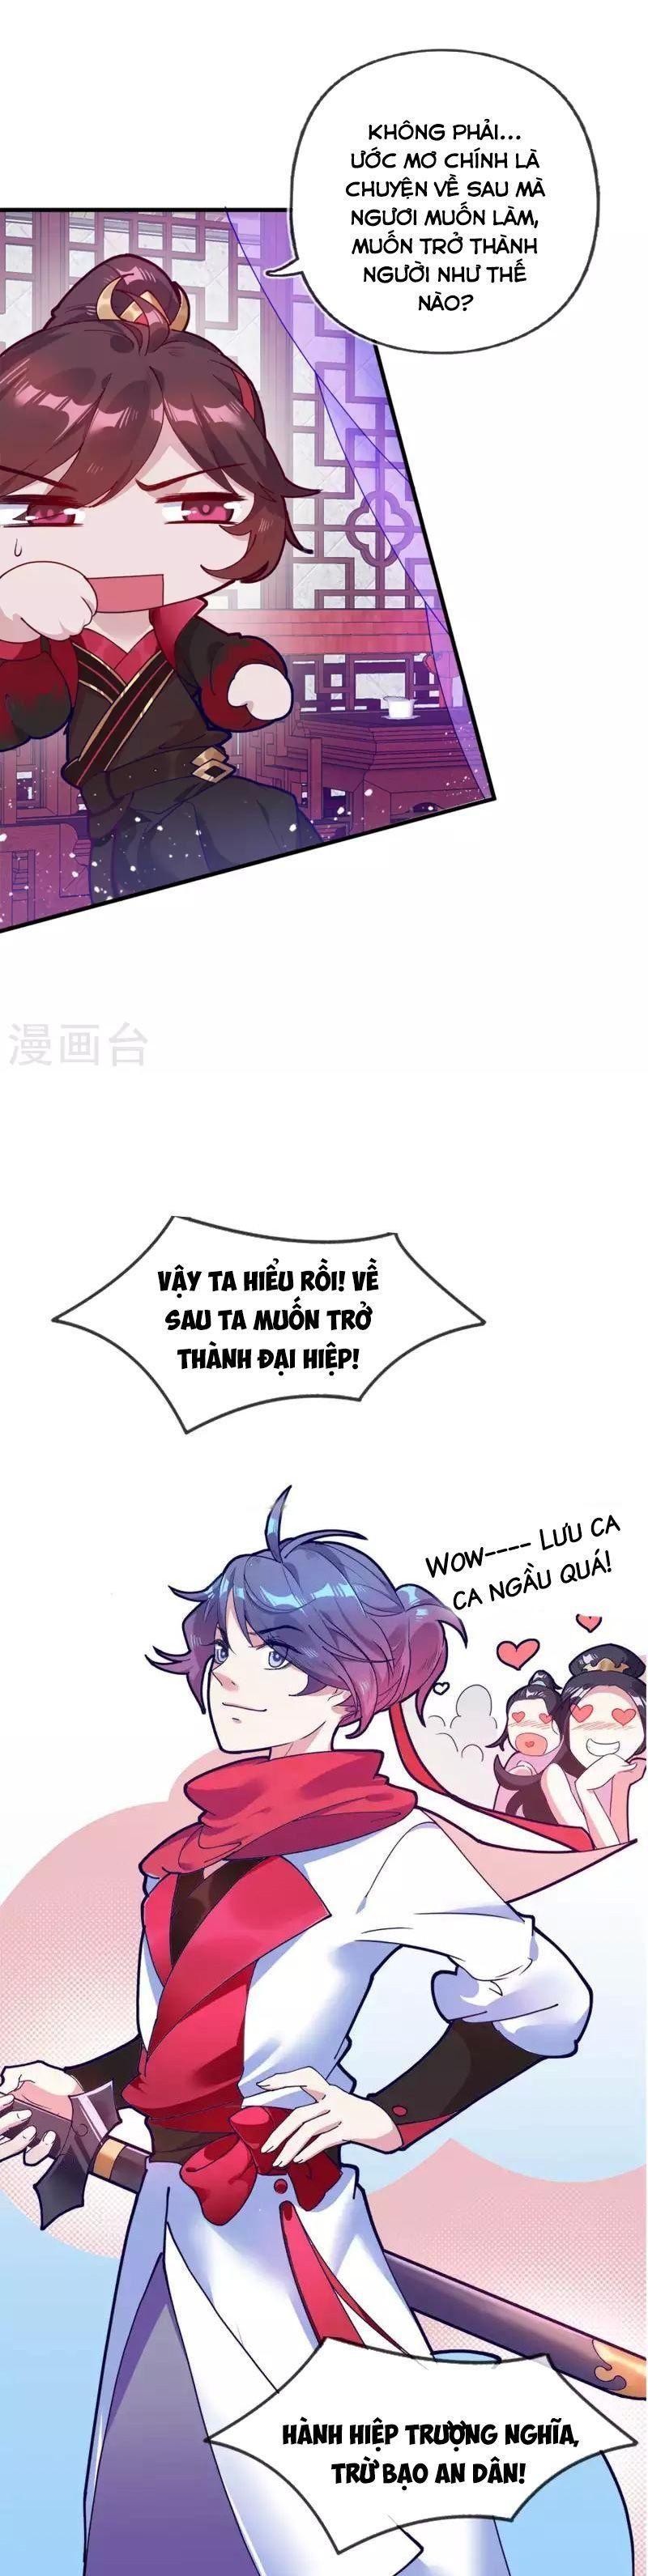 KHÔNG PHẢI...
ƯỚC MƠ CHÍNH LÀ
CHUYỆN VỀ SAU MÀ
NGƯƠI MUỐN LÀM,
MUỐN TRỞ THÀNH
NGƯỜI NHƯ THẾ
NÀO?
漫画台
VẬY TA HIỂU RỒI! VỀ
SAU TA MUỐN TRỞ
THÀNH ĐẠI HIỆP!
WOW---- LƯU CA
CA NGẦU QUÁ!
HÀNH HIỆP TRƯỢNG NGHĨA,
TRỪ BẠO AN DÂN!